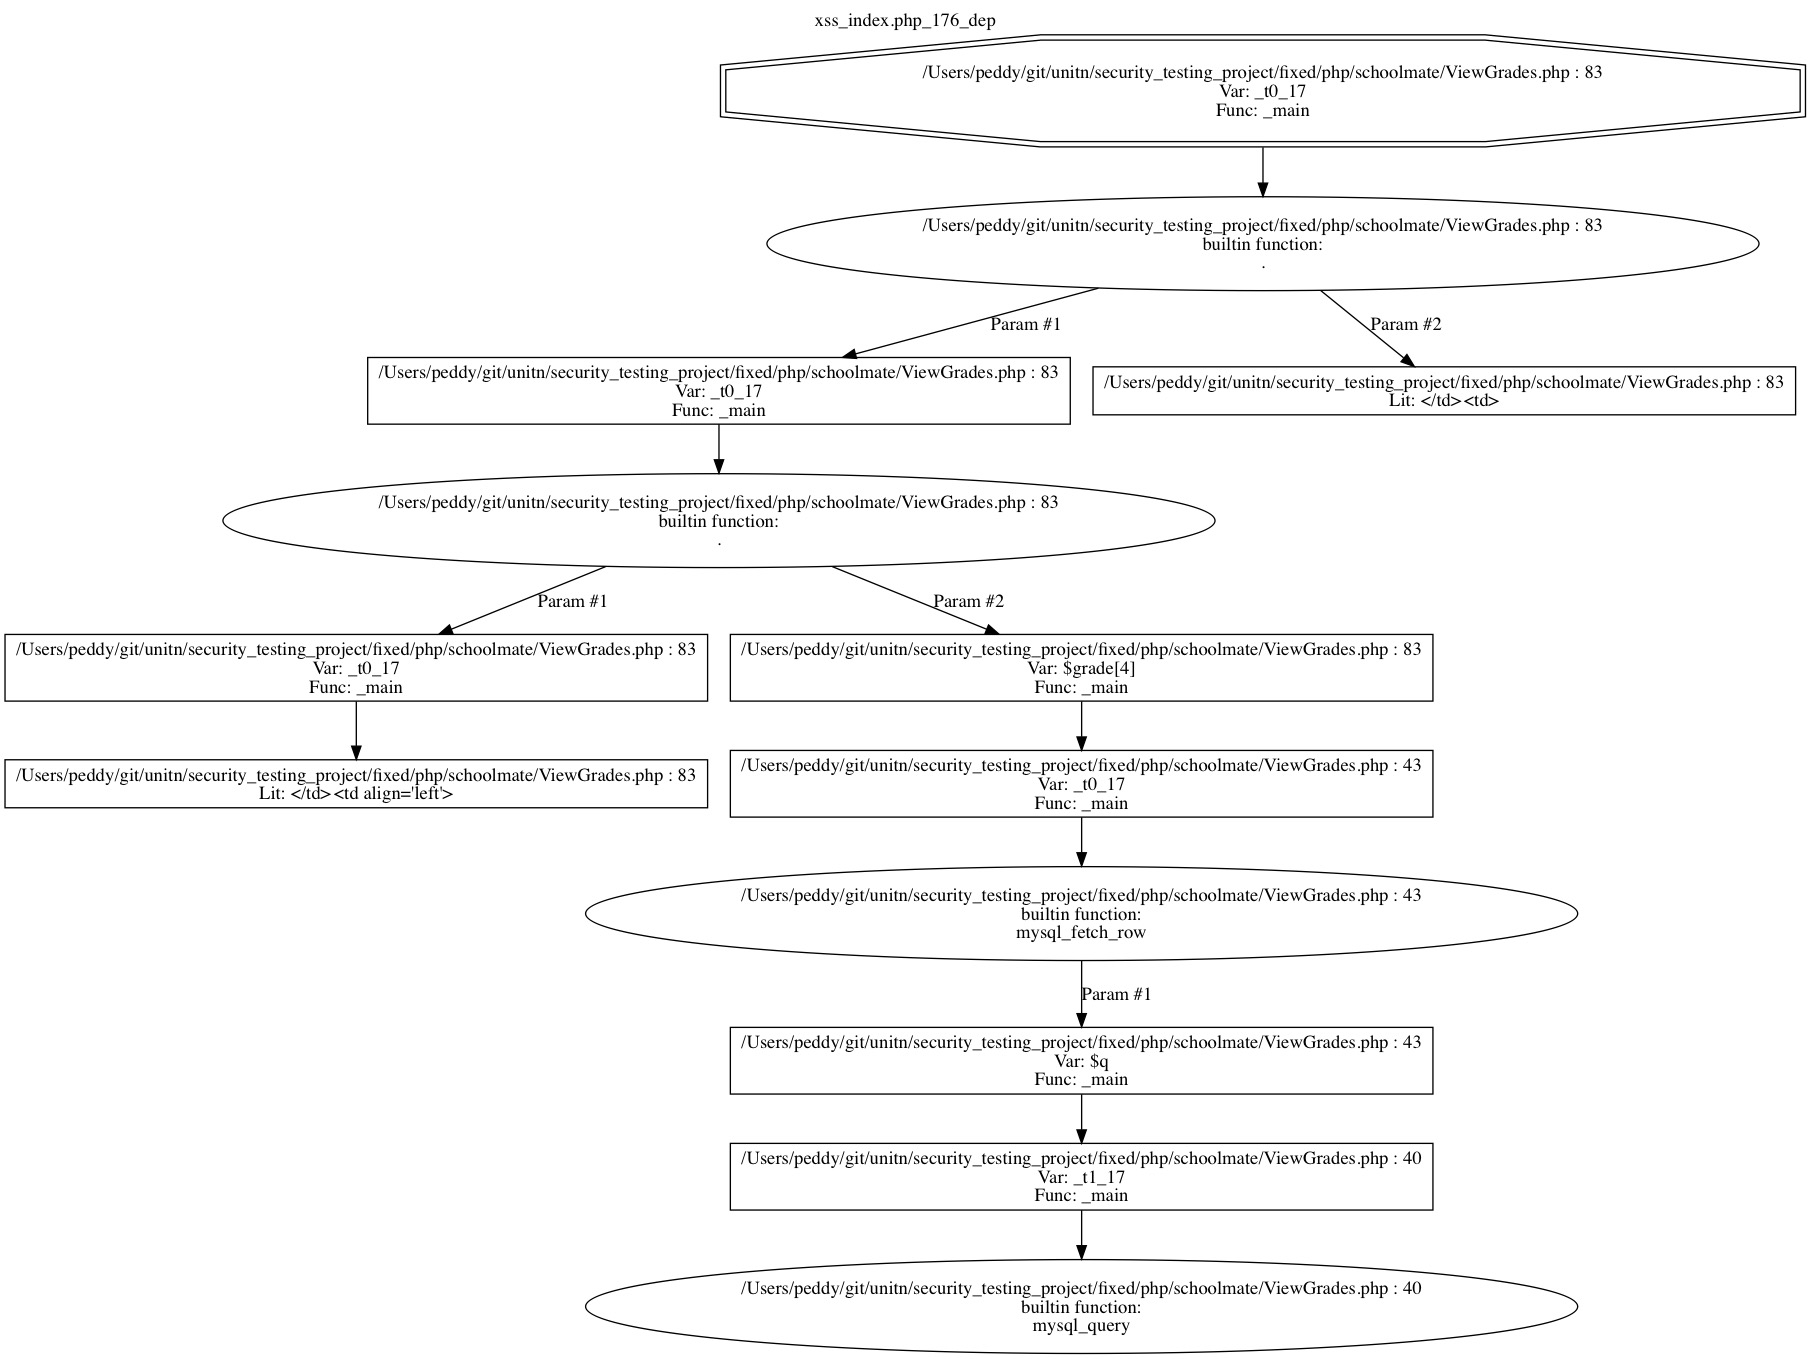 xss_index.php_176_dep
/Users/peddy/git/unitn/security_testing_project/fixed/php/schoolmate/ViewGrades.php : 83
Var: _t0_17
Func: _main
/Users/peddy/git/unitn/security_testing_project/fixed/php/schoolmate/ViewGrades.php : 83
builtin function:
.
Param #1
Param #2
/Users/peddy/git/unitn/security_testing_project/fixed/php/schoolmate/ViewGrades.php : 83
Var: _t0_17
Func: _main
/Users/peddy/git/unitn/security_testing_project/fixed/php/schoolmate/ViewGrades.php : 83
Lit: </td><td>
/Users/peddy/git/unitn/security_testing_project/fixed/php/schoolmate/ViewGrades.php : 83
builtin function:
.
Param #1
Param #2
/Users/peddy/git/unitn/security_testing_project/fixed/php/schoolmate/ViewGrades.php : 83
Var: _t0_17
Func: _main
/Users/peddy/git/unitn/security_testing_project/fixed/php/schoolmate/ViewGrades.php : 83
Var: $grade[4]
Func: _main
/Users/peddy/git/unitn/security_testing_project/fixed/php/schoolmate/ViewGrades.php : 83
Lit: </td><td align='left'>
/Users/peddy/git/unitn/security_testing_project/fixed/php/schoolmate/ViewGrades.php : 43
Var: _t0_17
Func: _main
/Users/peddy/git/unitn/security_testing_project/fixed/php/schoolmate/ViewGrades.php : 43
builtin function:
mysql_fetch_row
Param #1
/Users/peddy/git/unitn/security_testing_project/fixed/php/schoolmate/ViewGrades.php : 43
Var: $q
Func: _main
/Users/peddy/git/unitn/security_testing_project/fixed/php/schoolmate/ViewGrades.php : 40
Var: _t1_17
Func: _main
/Users/peddy/git/unitn/security_testing_project/fixed/php/schoolmate/ViewGrades.php : 40
builtin function:
mysql_query